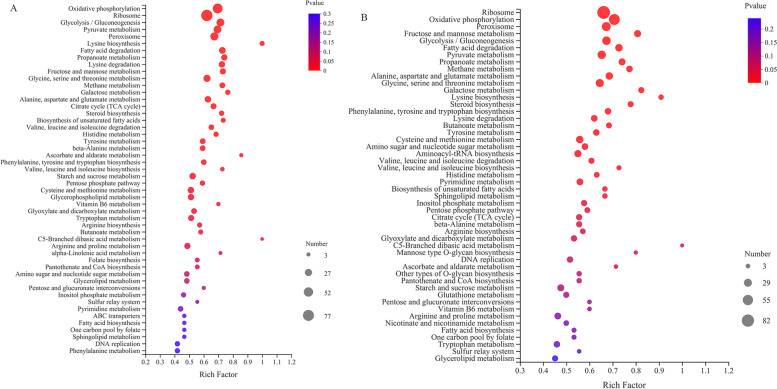 A
Oxidative phosphorylation
Ribosome
Glycolysis / Gluconeogenesis
Pyruvate metabolism
Peroxisome
Lysine biosynthesis
Fatty acid degradation
Propanoate metabolism
Lysine degradation
Fructose and mannose metabolism
Glycine, serine and threonine metabolism
Methane metabolism
Galactose metabolism
Alanine, aspartate and glutamate metabolism
Citrate cycle (TCA cycle)
Steroid biosynthesis
Biosynthesis of unsaturated fatty acids
Valine, leucine and isoleucine degradation
Histidine metabolism
Tyrosine metabolism
beta-Alanine metabolism
Ascorbate and aldarate metabolism
Phenylalanine, tyrosine and tryptophan biosynthesis
Valine, leucine and isoleucine biosynthesis
Starch and sucrose metabolism
Pentose phosphate pathway
Cysteine and methionine metabolism
Glycerophospholipid metabolism
Vitamin B6 metabolism
Glyoxylate and dicarboxylate metabolism
Tryptophan metabolism
Arginine biosynthesis
Butanoate metabolism
C5-Branched dibasic acid metabolism
Arginine and proline metabolism
alpha-Linolenic acid metabolism
Folate biosynthesis
Pantothenate and CoA biosynthesis
Amino sugar and nucleotide sugar metabolism
Glycerolipid metabolism
Pentose and glucuronate interconversions
Inositol phosphate metabolism
Sulfur relay system
Pyrimidine metabolism
ABC transporters
Fatty acid biosynthesis
One carbon pool by folate
Sphingolipid metabolism
DNA replication
Phenylalanine metabolism
0.2 0.3 0.4 0.5 0.6 0.7 0.8 0.9 1.0 1.1 1.2
Rich Factor
Pvalue
0.3
0.25
0.2
0.15
0.1
0.05
0
Number
3
27
52
77
B
Ribosome
Oxidative phosphorylation
Peroxisome
Fructose and mannose metabolism
Glycolysis / Gluconeogenesis
Fatty acid degradation
Pyruvate metabolism
Propanoate metabolism
Methane metabolism
Alanine, aspartate and glutamate metabolism
Glycine, serine and threonine metabolism
Galactose metabolism
Lysine biosynthesis
Steroid biosynthesis
Phenylalanine, tyrosine and tryptophan biosynthesis
Lysine degradation
Butanoate metabolism
Tyrosine metabolism
Cysteine and methionine metabolism
Amino sugar and nucleotide sugar metabolism
Aminoacyl-tRNA biosynthesis
Valine, leucine and isoleucine degradation
Valine, leucine and isoleucine biosynthesis
Histidine metabolism
Pyrimidine metabolism
Biosynthesis of unsaturated fatty acids
Sphingolipid metabolism
Inositol phosphate metabolism
Pentose phosphate pathway
Citrate cycle (TCA cycle)
beta-Alanine metabolism
Arginine biosynthesis
Glyoxylate and dicarboxylate metabolism
C5-Branched dibasic acid metabolism
Mannose type O-glycan biosynthesis
DNA replication
Ascorbate and aldarate metabolism
Other types of O-glycan biosynthesis
Pantothenate and CoA biosynthesis
Starch and sucrose metabolism
Glutathione metabolism
Pentose and glucuronate interconversions
Vitamin B6 metabolism
Arginine and proline metabolism
Nicotinate and nicotinamide metabolism
Fatty acid biosynthesis
One carbon pool by folate
Tryptophan metabolism
Sulfur relay system
Glycerolipid metabolism
0.3 0.4 0.5 0.6 0.7 0.8 0.9 1.0 1.1 1.2
Rich Factor
Pvalue
0.2
0.15
0.1
0.05
0
Number
3
29
55
82